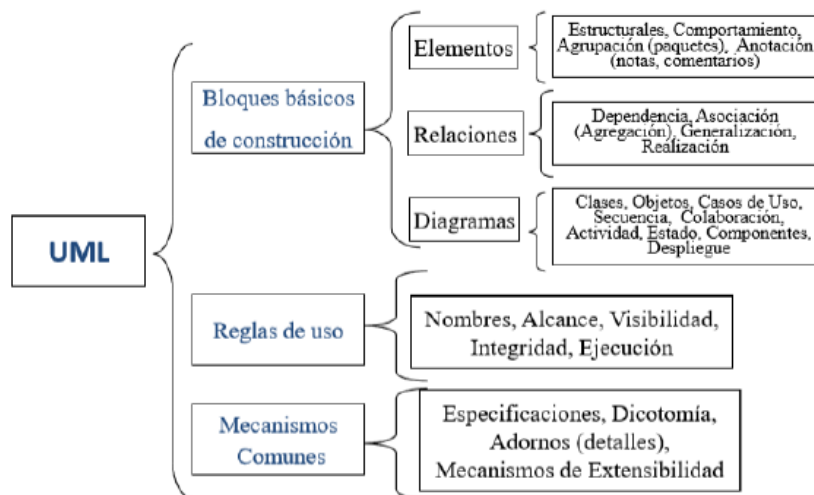 UML
Bloques básicos
de construcción
Elementos
Estructurales, Comportamiento,
Agrupación (paquetes), Anotación
(notas, comentarios)
Relaciones
Dependencia, Asociación
(Agregación), Generalización,
Realización
Diagramas
Clases, Objetos, Casos de Uso,
Secuencia, Colaboración,
Actividad, Estado, Componentes,
Despliegue
Reglas de uso
Nombres, Alcance, Visibilidad,
Integridad, Ejecución
Mecanismos
Comunes
Especificaciones, Dicotomía,
Adornos (detalles),
Mecanismos de Extensibilidad